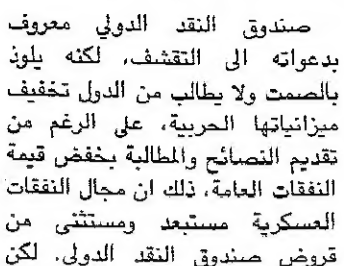 صندوق النقد الدولي معروف
بدعواته الى التقشف، لكنه يلوذ
بالصمت ولا يطالب من الدول تخفيف
ميزانياتها الحربية، على الرغم من
تقديم النصائح والمطالبة بخفض قيمة
النفقات العامة، ذلك ان مجال النفقات
العسكرية مستبعد ومستثنى من
قروض صندوق النقد الدولي. لكن